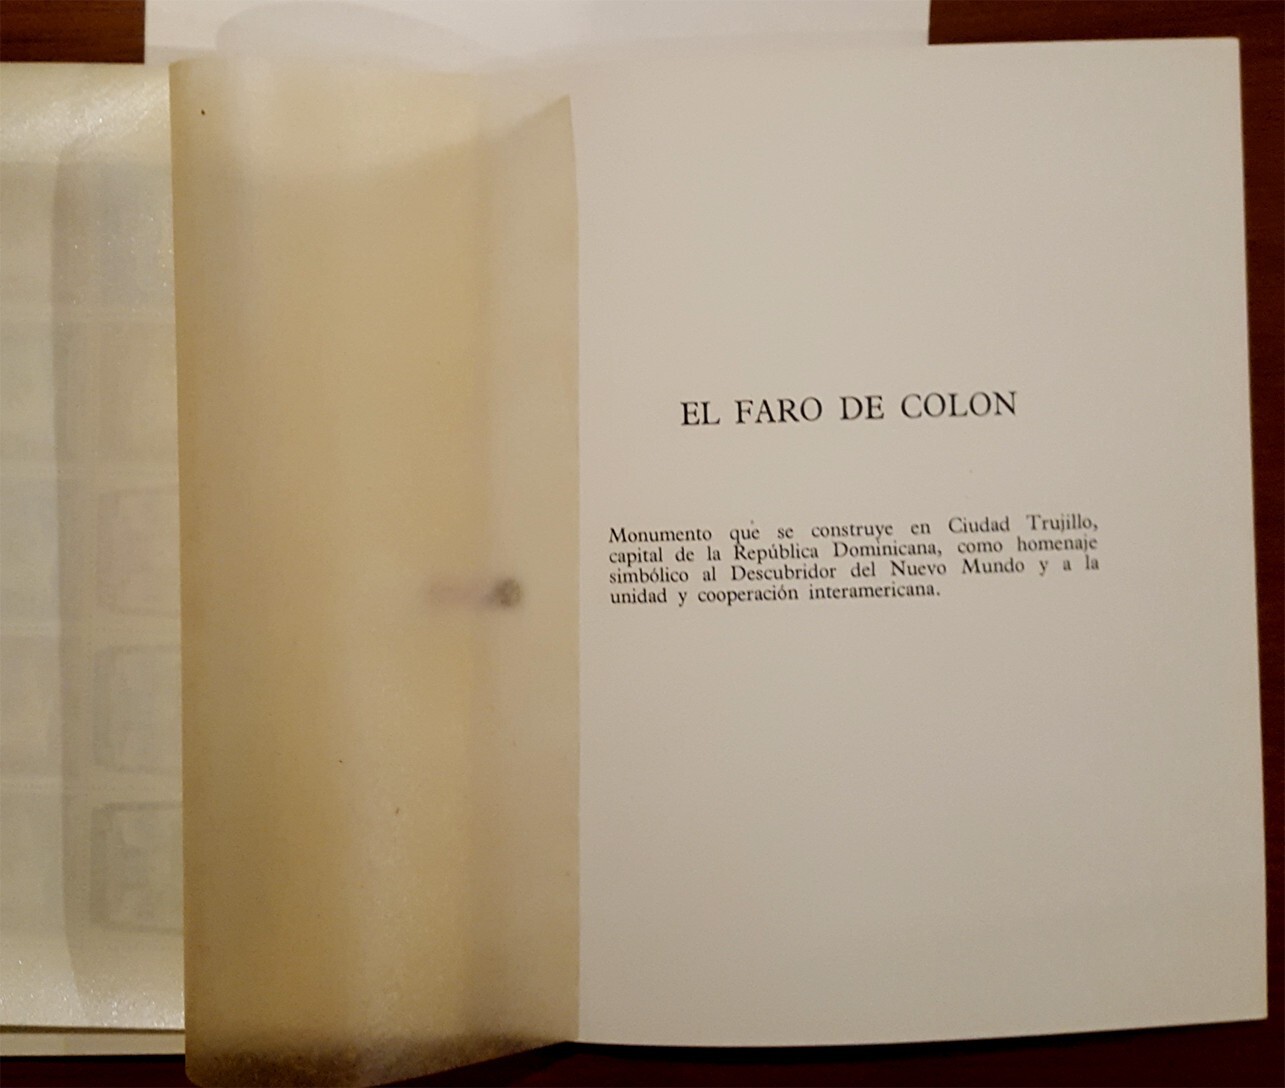 EL FARO DE COLON
Monumento que se construye en Ciudad Trujillo,
capital de la República Dominicana, como homenaje
simbólico al Descubridor del Nuevo Mundo y a la
unidad y cooperación interamericana.